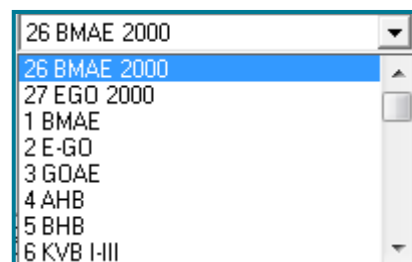 26 BMAE 2000
26 BMAE 2000
27 EGO 2000
1 BMAE
2 E-GO
3 GOAE
4 AHB
5 BHB
6 KVB I-III